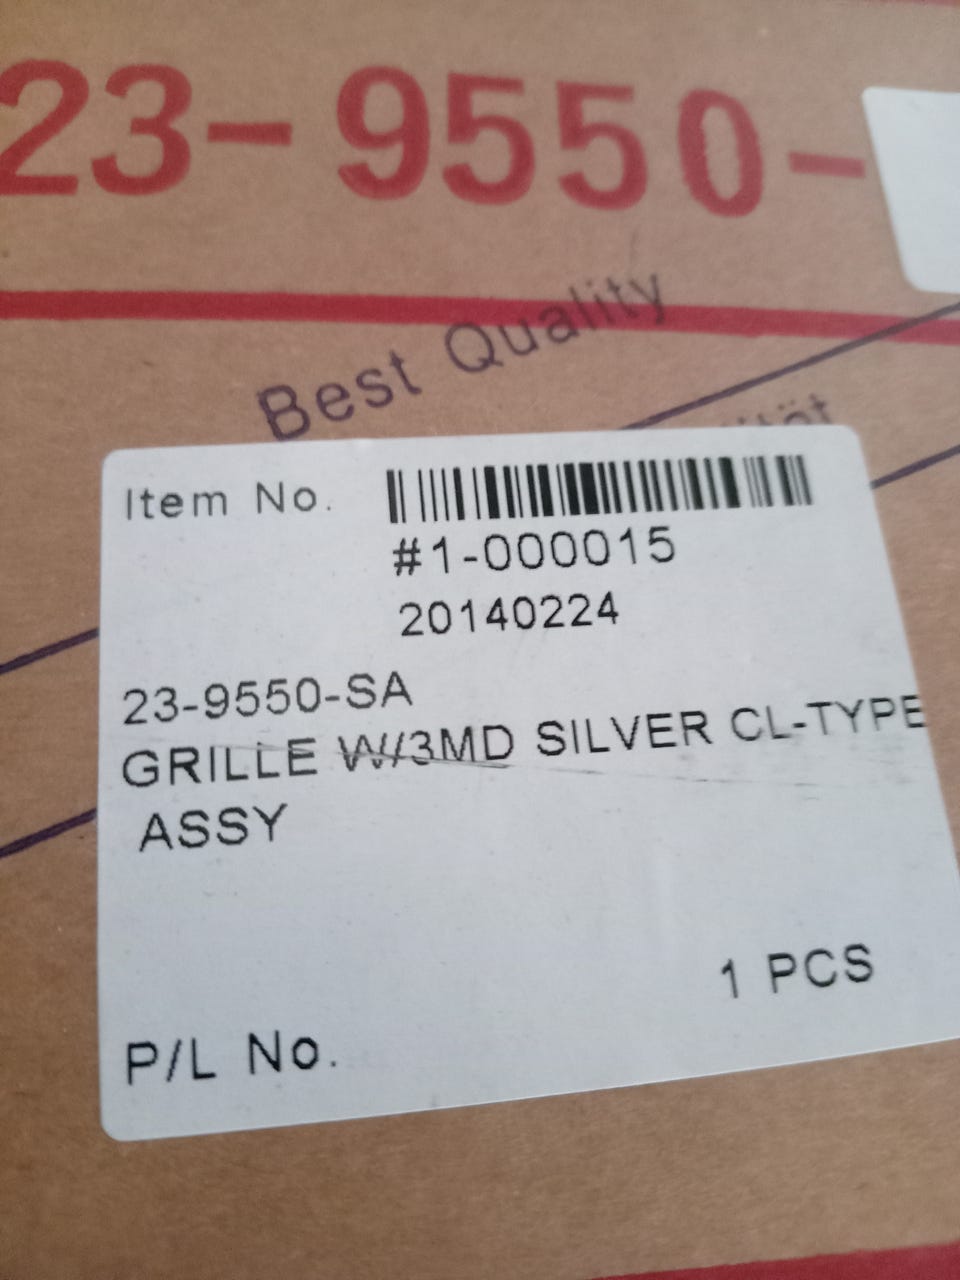 23-9550-
Best Quality
Item No.
#1-000015
20140224
23-9550-SA
GRILLE W/3MD SILVER CL-TYPE
ASSY
1 PCS
P/L No.